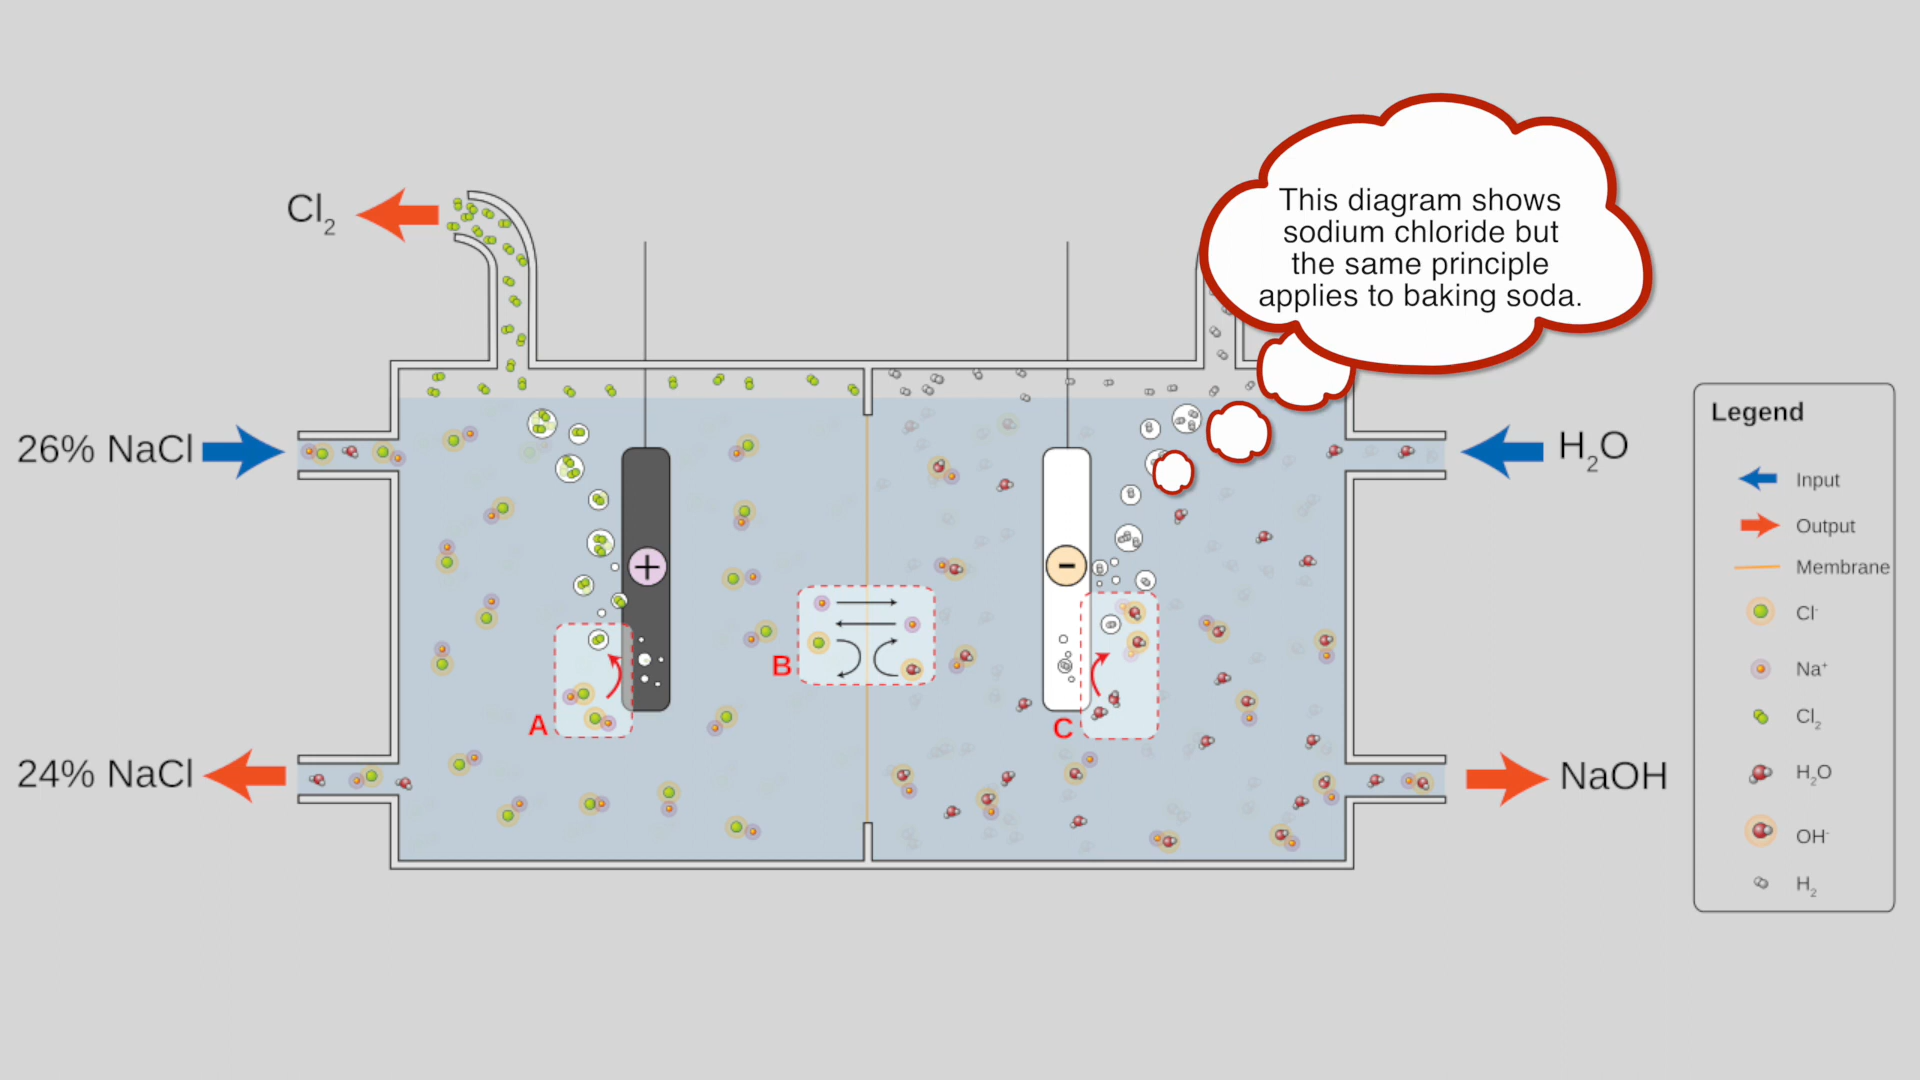 This diagram shows
sodium chloride but
the same principle
applies to baking soda.
Cl₂
26% NaCl
24% NaCl
H₂O
NaOH
+
-
A
B
C
Legend
Input
Output
Membrane
Cl⁻
Na⁺
Cl₂
H₂O
OH⁻
H₂